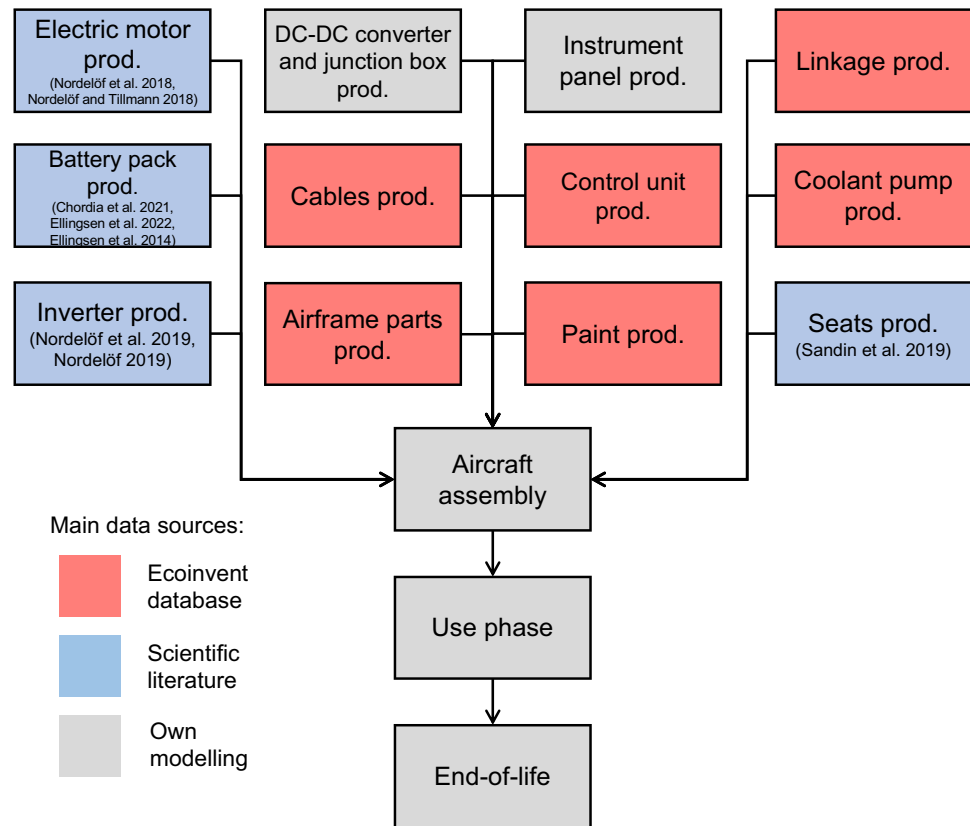 Electric motor
prod.
(Nordelöf et al. 2018,
Nordelöf and Tillmann 2018)
DC-DC converter
and junction box
prod.
Instrument
panel prod.
Linkage prod.
Battery pack
prod.
(Chordia et al. 2021,
Ellingsen et al. 2022,
Ellingsen et al. 2014)
Cables prod.
Control unit
prod.
Coolant pump
prod.
Inverter prod.
(Nordelöf et al. 2019,
Nordelöf 2019)
Airframe parts
prod.
Paint prod.
Seats prod.
(Sandin et al. 2019)
Aircraft
assembly
Use phase
End-of-life
Main data sources:
Ecoinvent
database
Scientific
literature
Own
modelling